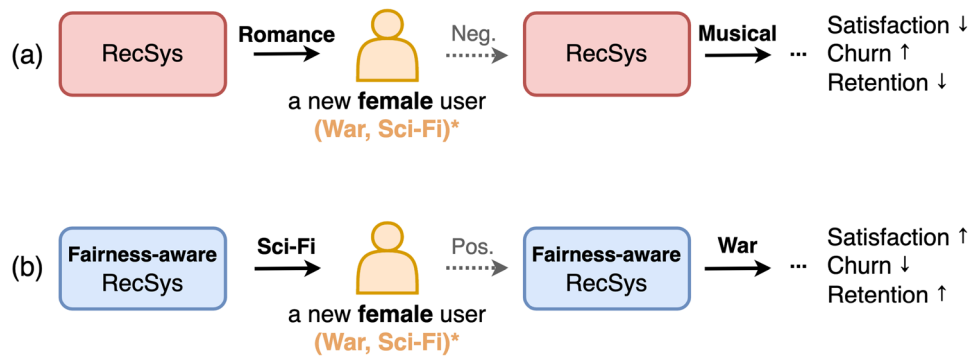 (a)
RecSys
Romance
a new female user
(War, Sci-Fi)*
Neg.
RecSys
Musical
...
Satisfaction ↓
Churn ↑
Retention ↓
(b)
Fairness-aware
RecSys
Sci-Fi
a new female user
(War, Sci-Fi)*
Pos.
Fairness-aware
RecSys
War
...
Satisfaction ↑
Churn ↓
Retention ↑